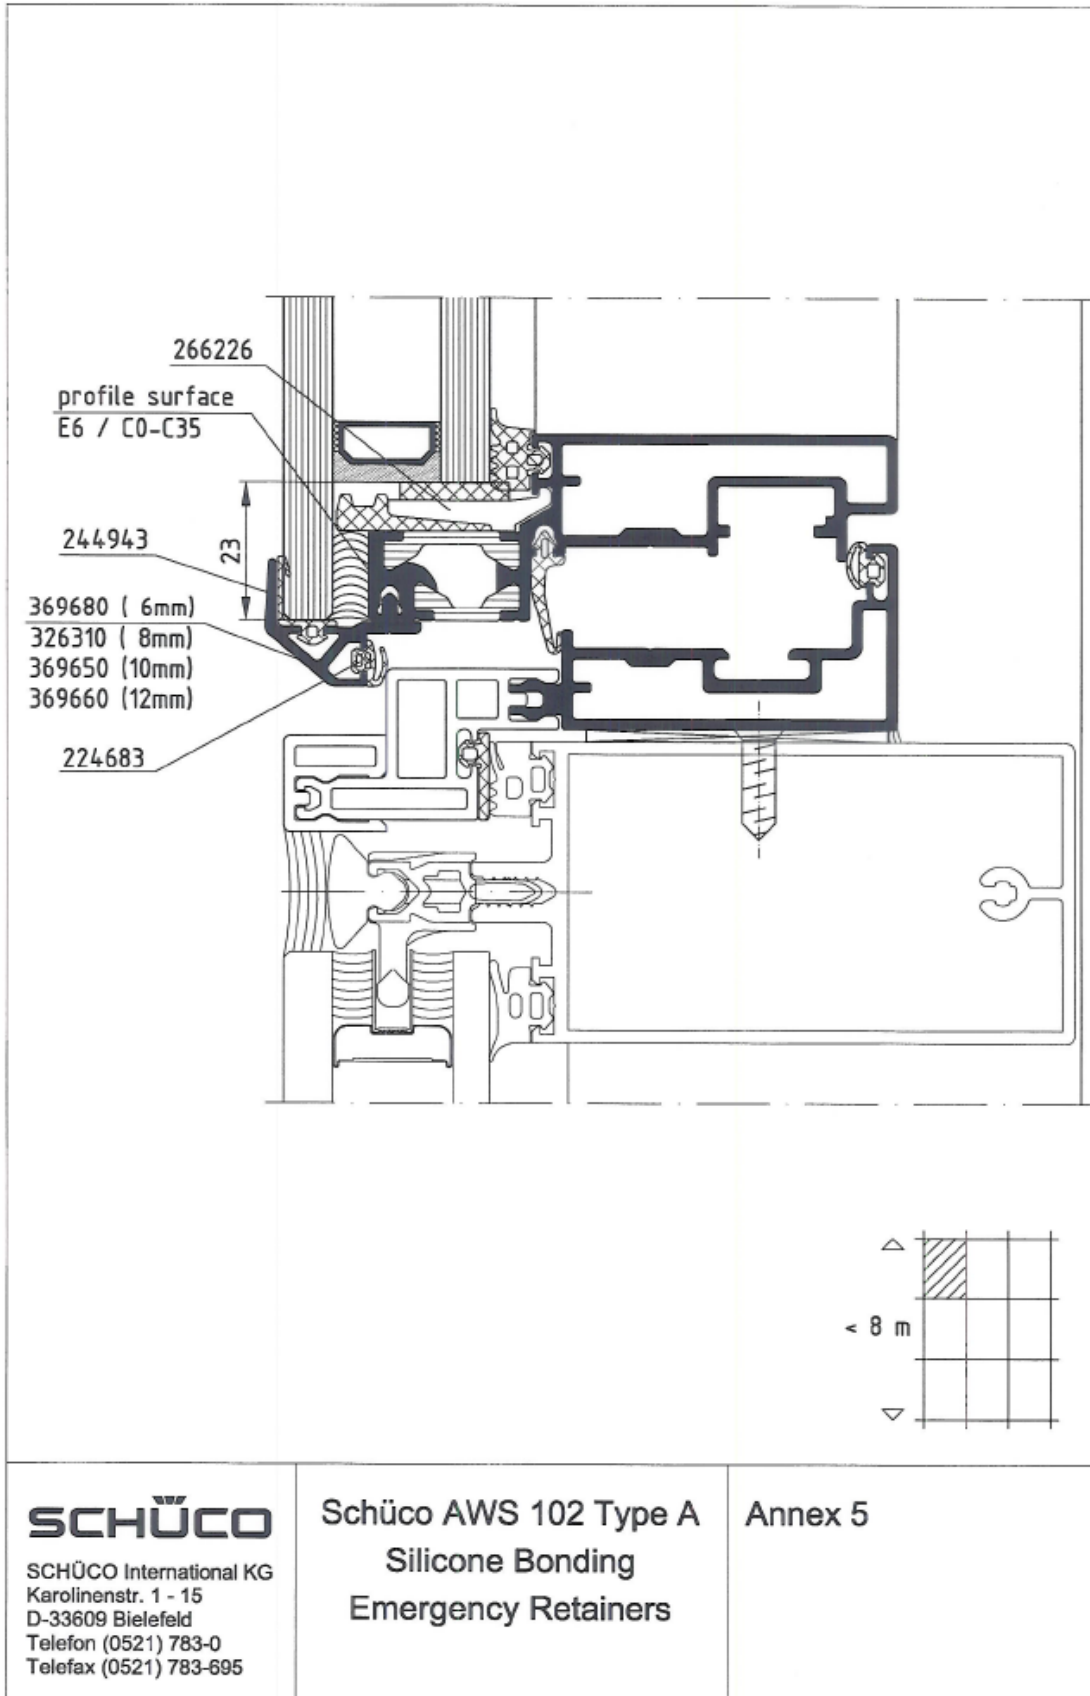 266226
profile surface
E6 / C0-C35
244943
23
369680 ( 6mm)
326310 ( 8mm)
369650 (10mm)
369660 (12mm)
224683
< 8 m
SCHÜCO
SCHÜCO International KG
Karolinenstr. 1 - 15
D-33609 Bielefeld
Telefon (0521) 783-0
Telefax (0521) 783-695
Schüco AWS 102 Type A
Silicone Bonding
Emergency Retainers
Annex 5